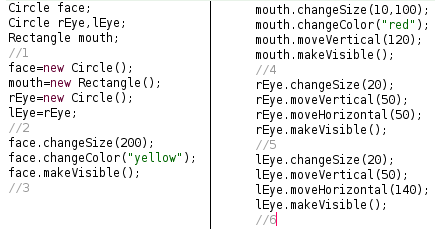 Circle face;
Circle rEye,lEye;
Rectangle mouth;
//1
face=new Circle();
mouth=new Rectangle();
rEye=new Circle();
lEye=rEye;
//2
face.changeSize(200);
face.changeColor("yellow");
face.makeVisible();
//3
mouth.changeSize(10,100);
mouth.changeColor("red");
mouth.moveVertical(120);
mouth.makeVisible();
//4
rEye.changeSize(20);
rEye.moveVertical(50);
rEye.moveHorizontal(50);
rEye.makeVisible();
//5
lEye.changeSize(20);
lEye.moveVertical(50);
lEye.moveHorizontal(140);
lEye.makeVisible();
//6